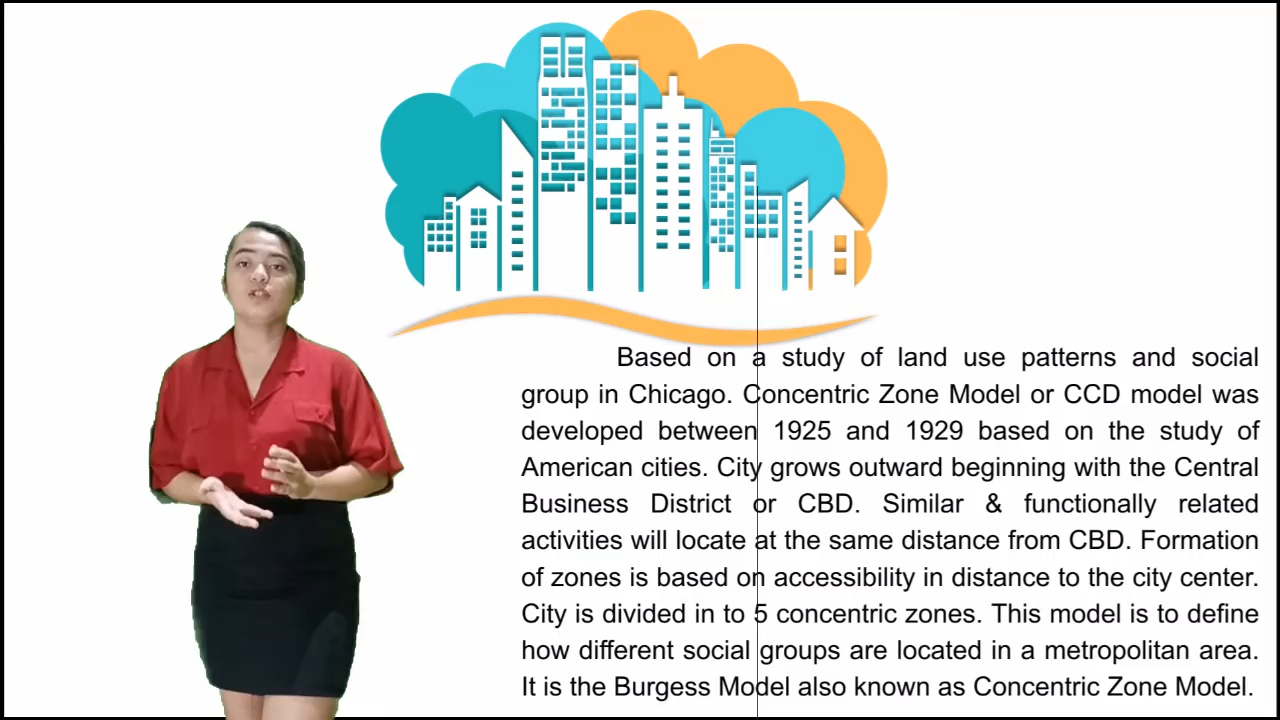 Based on a study of land use patterns and social
group in Chicago. Concentric Zone Model or CCD model was
developed between 1925 and 1929 based on the study of
American cities. City grows outward beginning with the Central
Business District or CBD. Similar & functionally related
activities will locate at the same distance from CBD. Formation
of zones is based on accessibility in distance to the city center.
City is divided in to 5 concentric zones. This model is to define
how different social groups are located in a metropolitan area.
It is the Burgess Model also known as Concentric Zone Model.